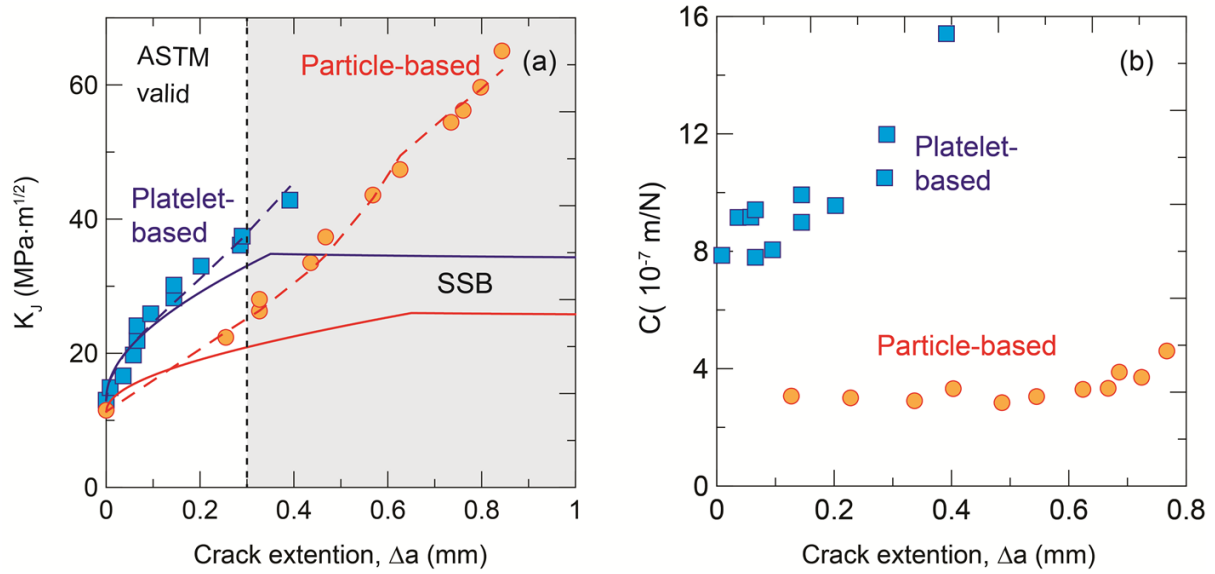 (a)
ASTM
valid
Particle-based
Platelet-
based
SSB
K_J (MPa·m^1/2)
60
40
20
0
0 0.2 0.4 0.6 0.8 1
Crack extention, Δa (mm)
(b)
Platelet-
based
Particle-based
C( 10^-7 m/N)
16
12
8
4
0
0 0.2 0.4 0.6 0.8
Crack extention, Δa (mm)